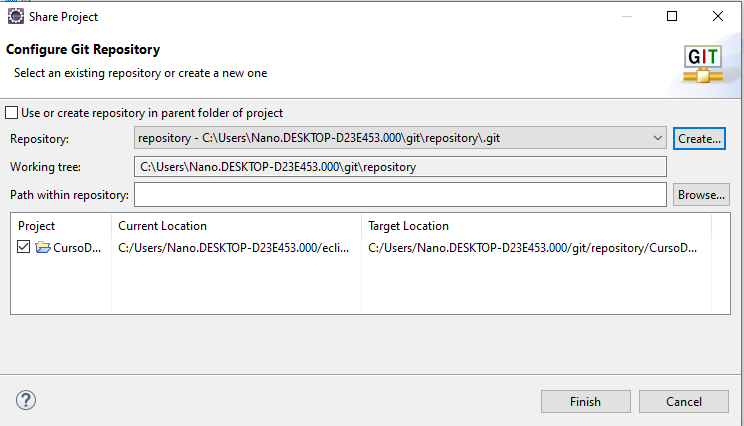 Share Project
Configure Git Repository
Select an existing repository or create a new one
GIT
Use or create repository in parent folder of project
Repository: repository - C:\Users\Nano.DESKTOP-D23E453.000\git\repository\.git Create...
Working tree: C:\Users\Nano.DESKTOP-D23E453.000\git\repository
Path within repository: Browse...
Project Current Location Target Location
CursoD... C:/Users/Nano.DESKTOP-D23E453.000/ecli... C:/Users/Nano.DESKTOP-D23E453.000/git/repository/CursoD...
? Finish Cancel